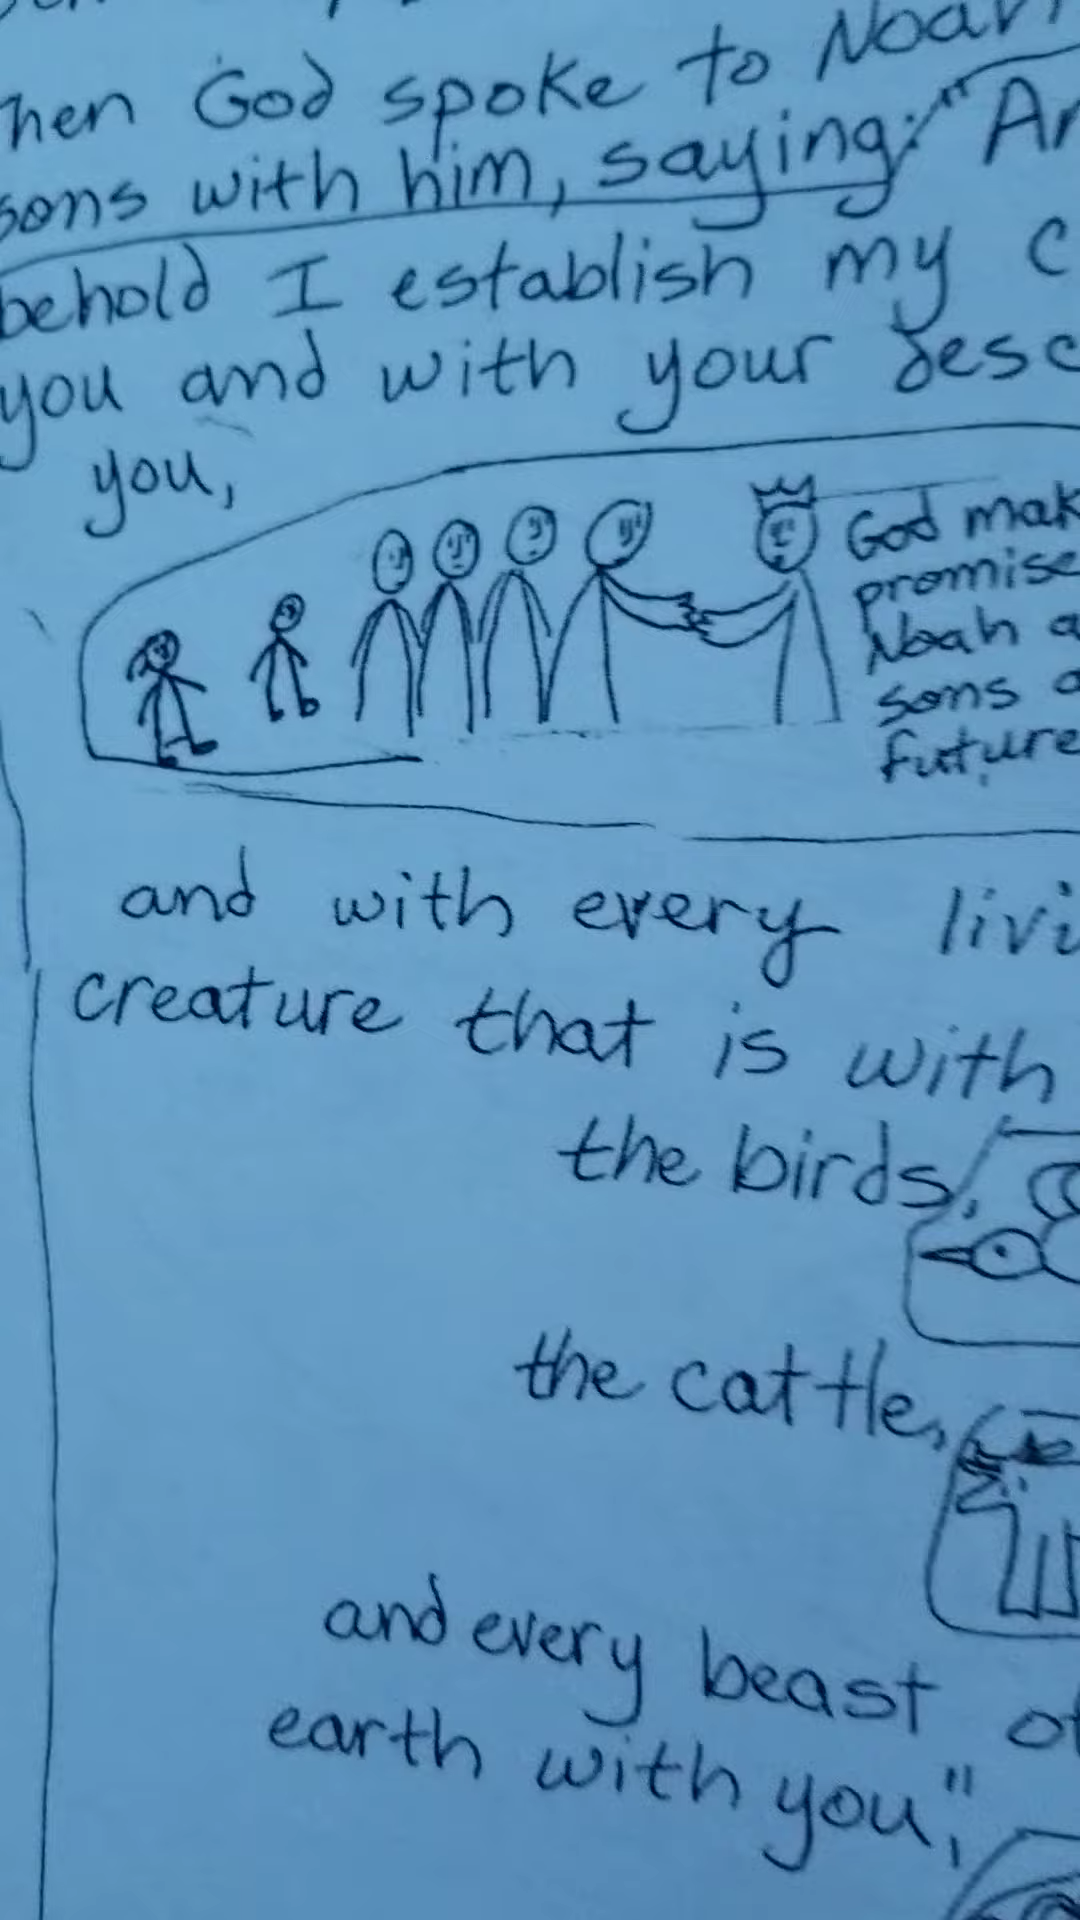 then God spoke to Noah
sons with him, saying: "An
behold I establish my c
you and with your desc
you,
God mak
promise
Noah a
sons a
future
and with every livi
creature that is with
the birds,
the cattle,
and every beast of
earth with you,"